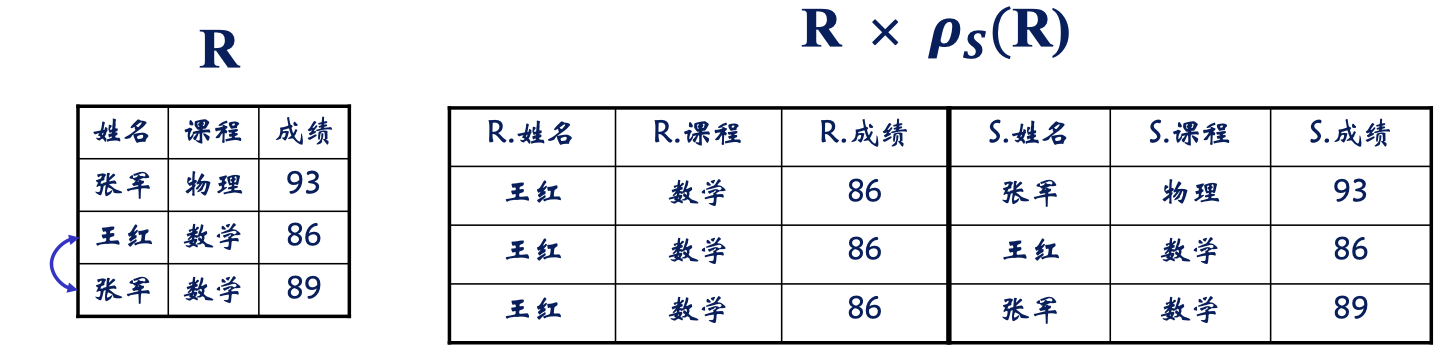 R
姓名 课程 成绩
张军 物理 93
王红 数学 86
张军 数学 89
R × ρS(R)
R.姓名 R.课程 R.成绩 S.姓名 S.课程 S.成绩
王红 数学 86 张军 物理 93
王红 数学 86 王红 数学 86
王红 数学 86 张军 数学 89